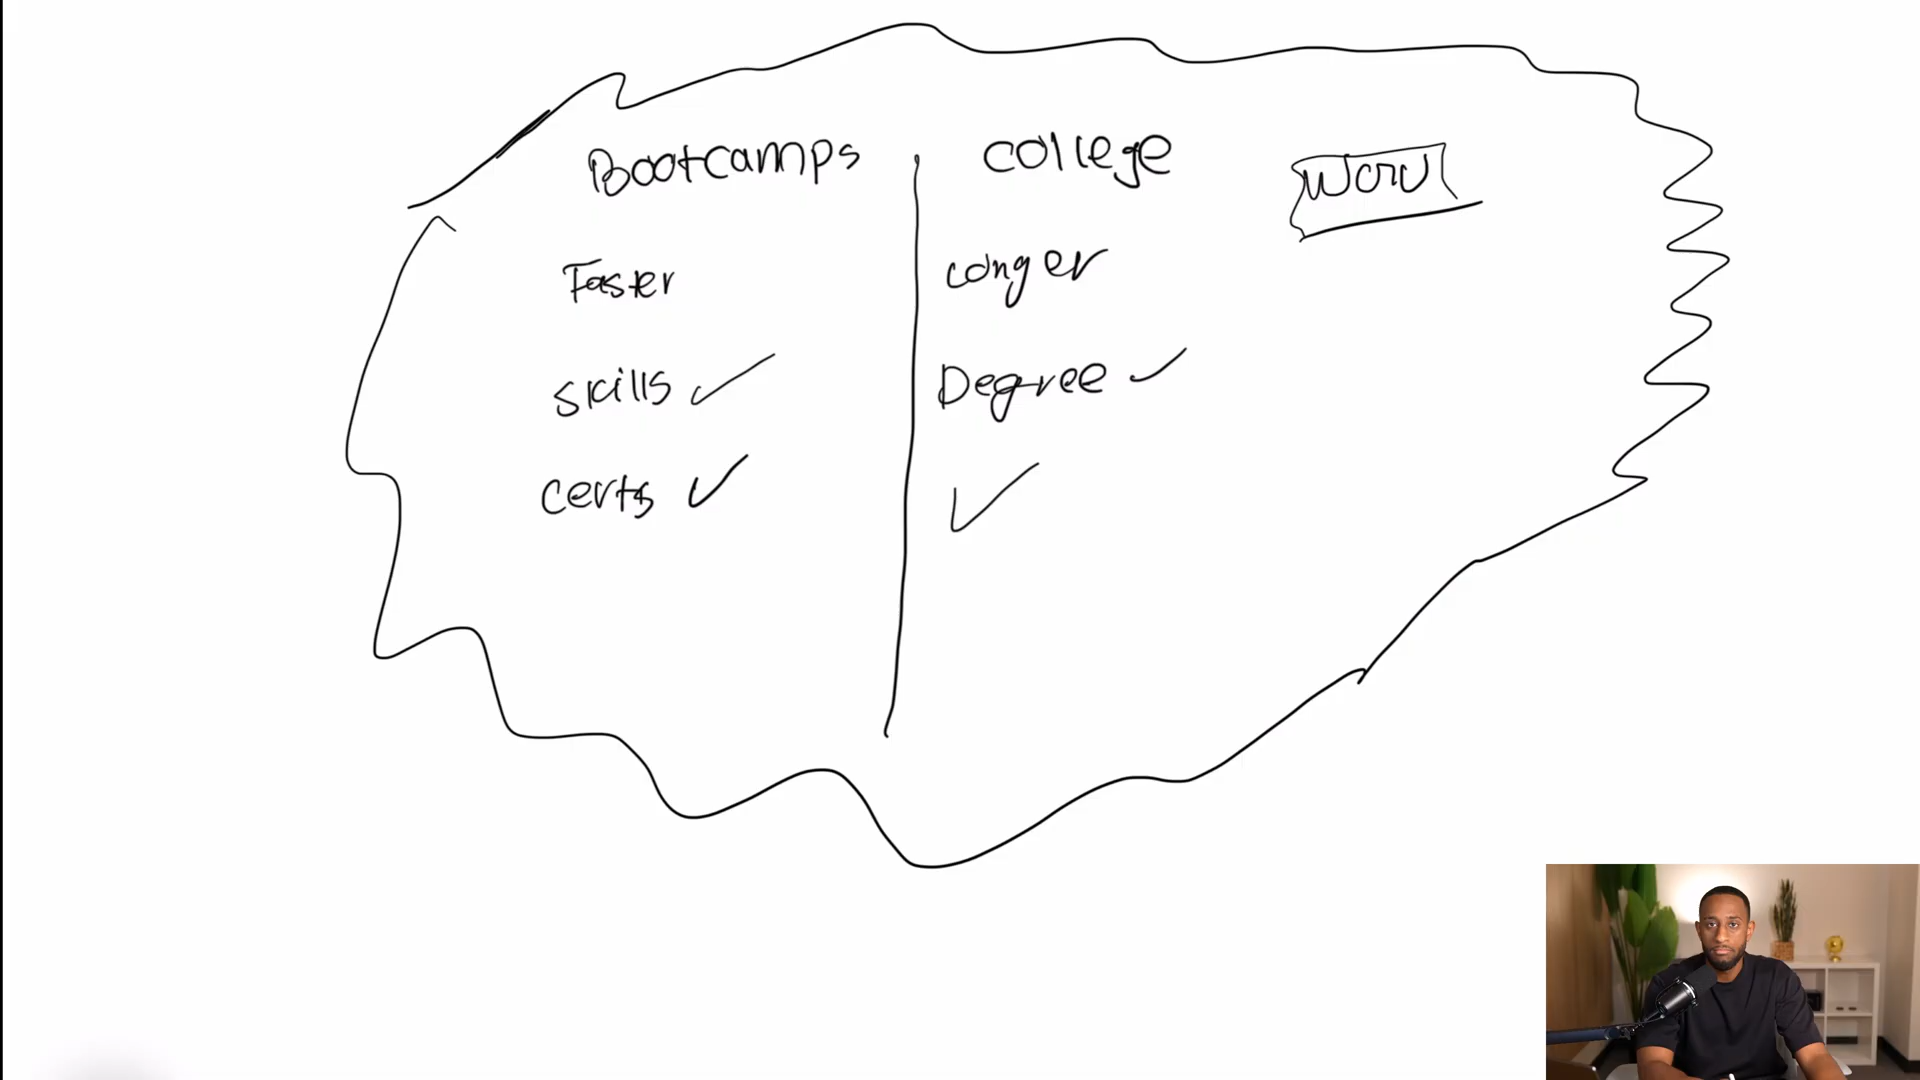 Bootcamps college
Faster Longer
skills ✓ Degree ✓
certs ✓ ✓